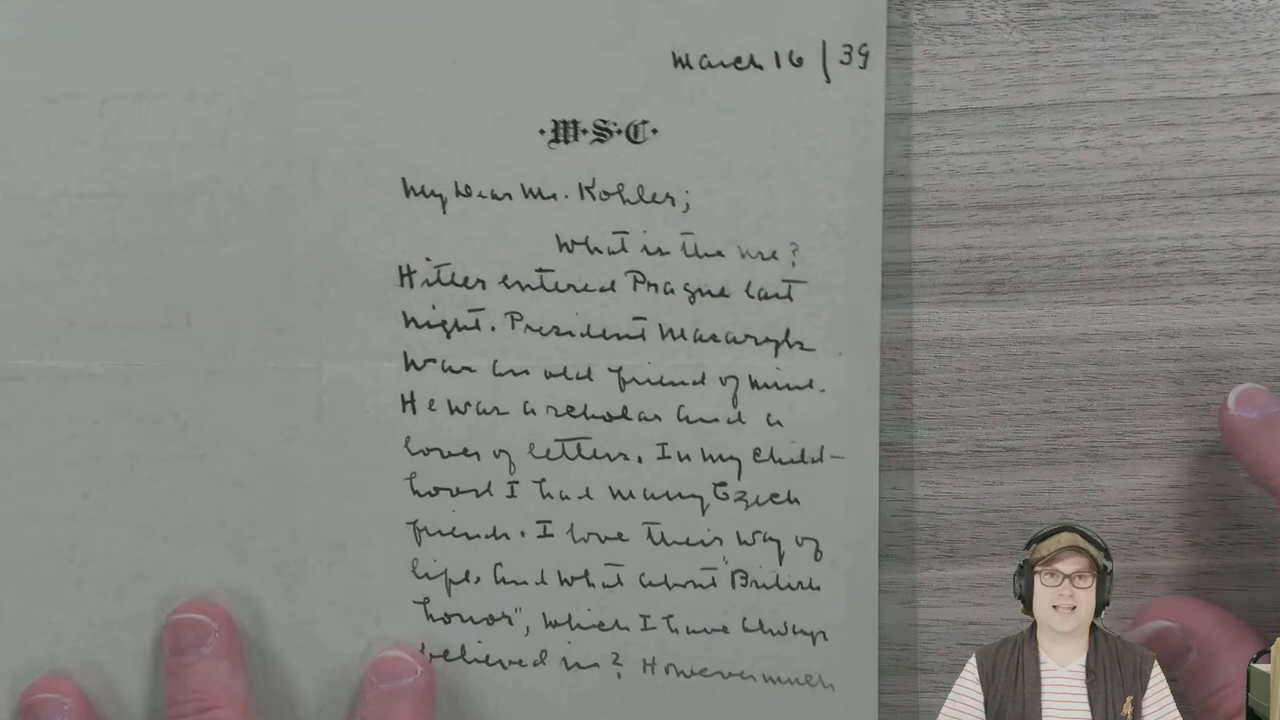 March 16 | 39
·W·S·C·
My Dear Mr. Kohler;
What is the use?
Hitler entered Prague last
night. President Masaryk
was an old friend of mine.
He was a scholar and a
lover of letters. In my child-
hood I had many Czech
friends. I love their way of
life. And what about "British
honor", which I have always
believed in? However much